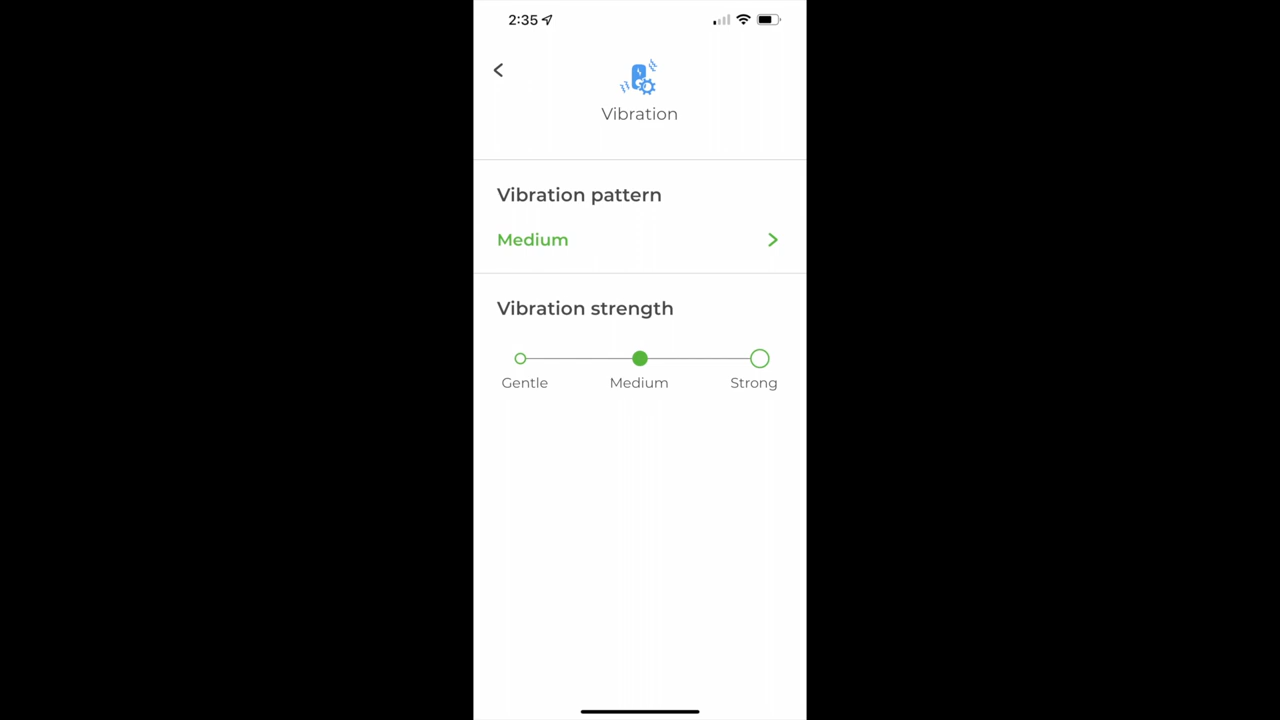 2:35
Vibration
Vibration pattern
Medium
Vibration strength
Gentle Medium Strong